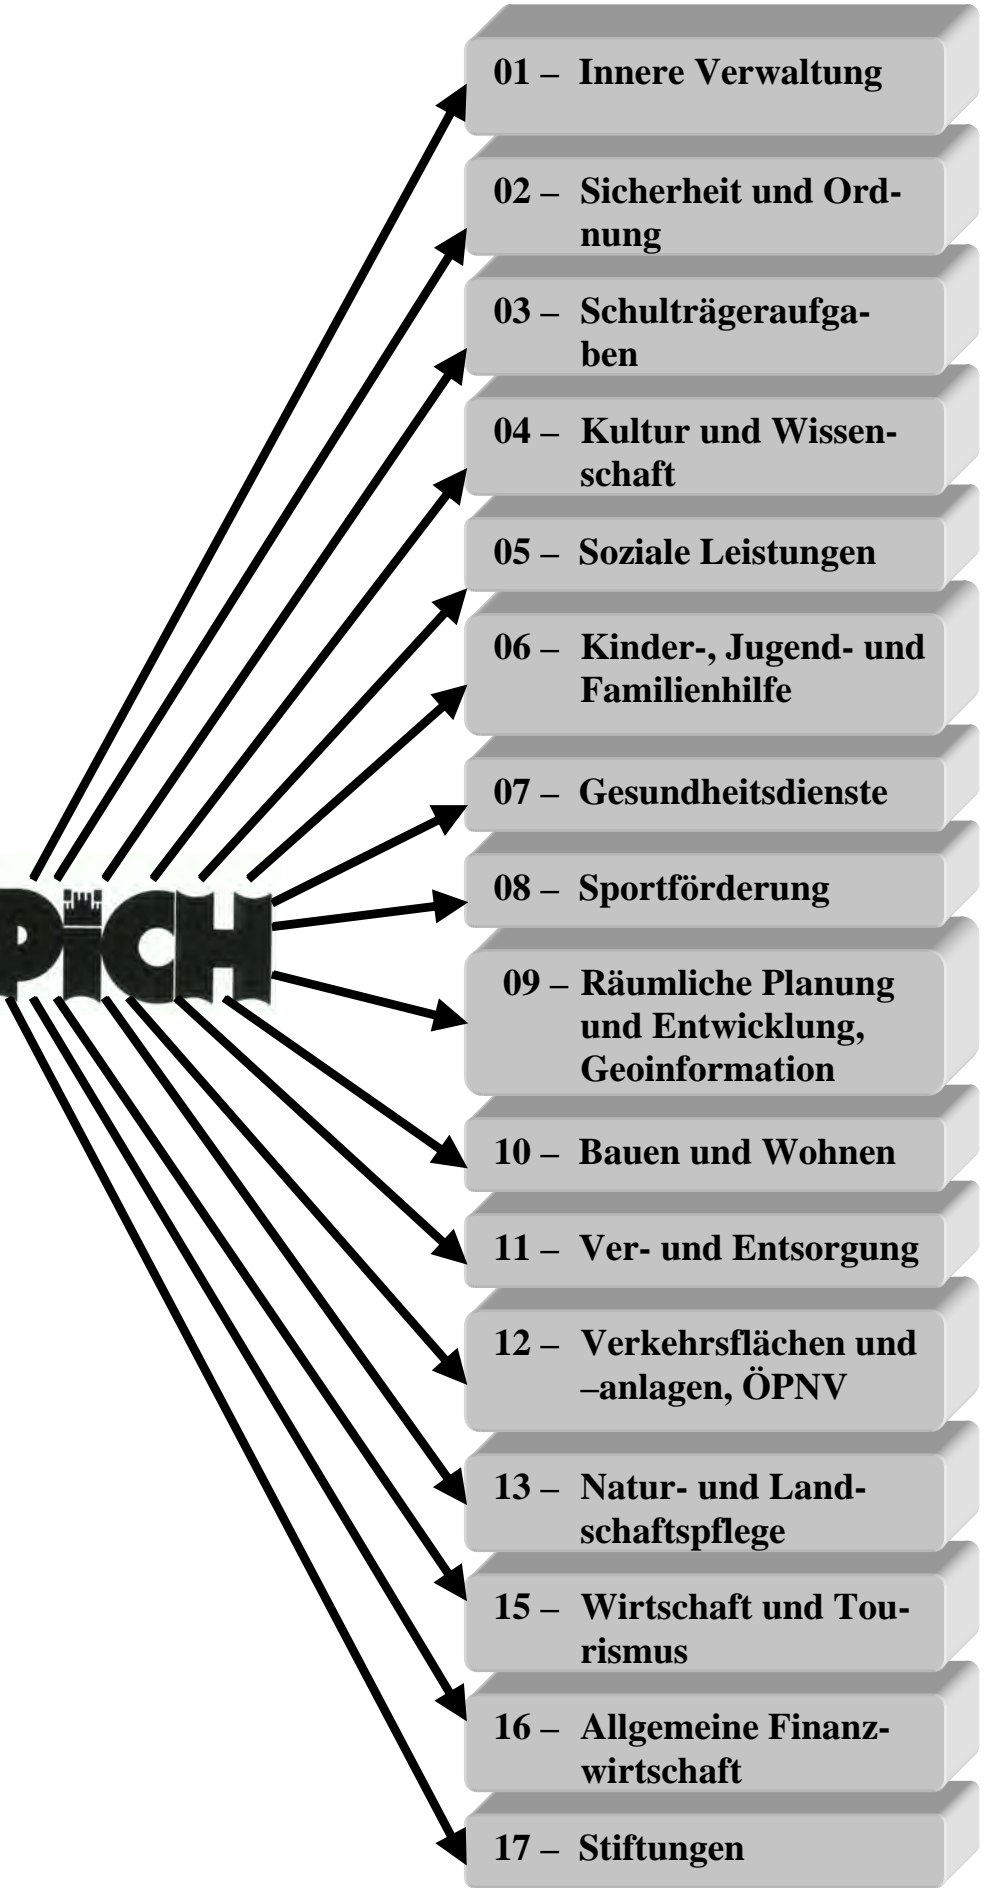 01 – Innere Verwaltung
02 – Sicherheit und Ord-
nung
03 – Schulträgeraufga-
ben
04 – Kultur und Wissen-
schaft
05 – Soziale Leistungen
06 – Kinder-, Jugend- und
Familienhilfe
07 – Gesundheitsdienste
08 – Sportförderung
PiCH
09 – Räumliche Planung
und Entwicklung,
Geoinformation
10 – Bauen und Wohnen
11 – Ver- und Entsorgung
12 – Verkehrsflächen und
–anlagen, ÖPNV
13 – Natur- und Land-
schaftspflege
15 – Wirtschaft und Tou-
rismus
16 – Allgemeine Finanz-
wirtschaft
17 – Stiftungen